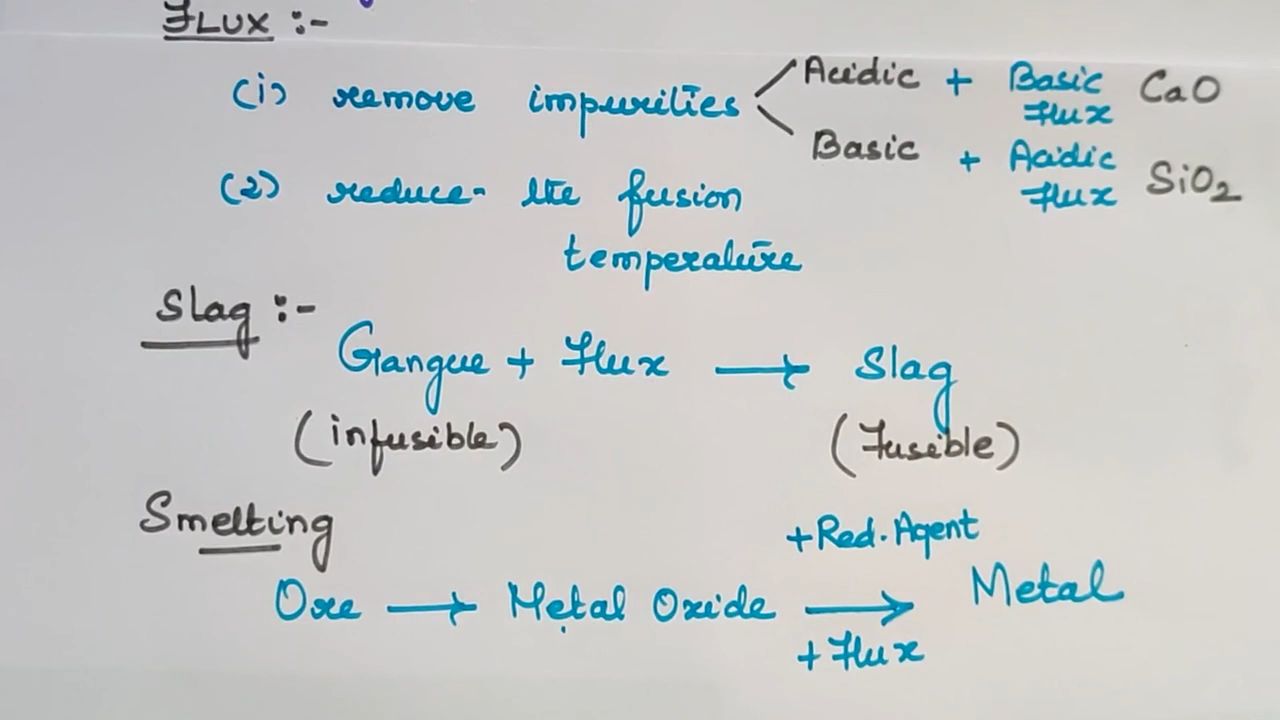 FLUX :-
(i) remove impurities Acidic + Basic Flux CaO
Basic + Acidic Flux SiO2
(2) reduce the fusion
temperature
Slag :-
Gangue + Flux → Slag
(infusible) (Fusible)
Smelting
+Red. Agent
Ore → Metal Oxide → Metal
+Flux